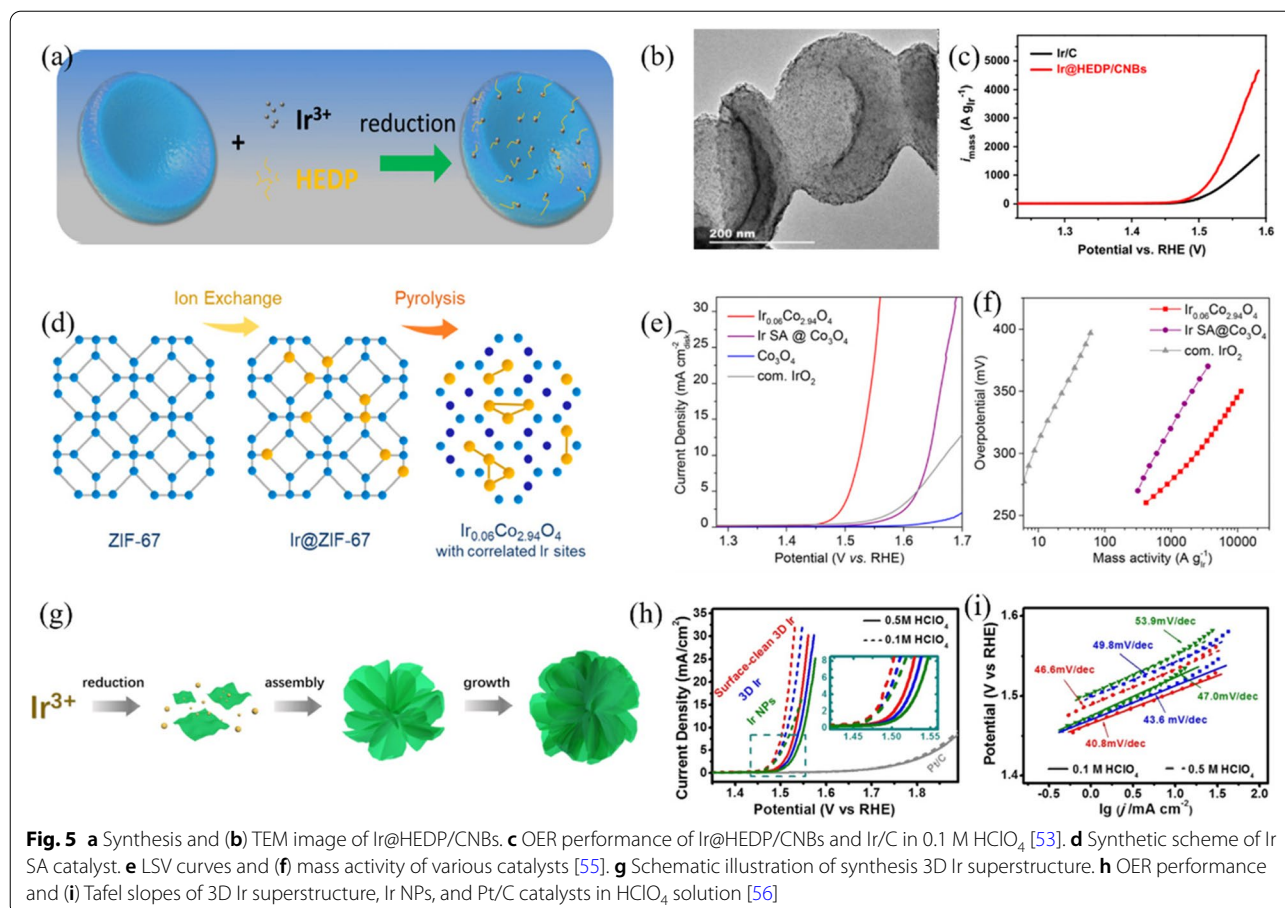 (a)
Ir³⁺
+
reduction
HEDP
(b)
200 nm
(c)
Ir/C
Ir@HEDP/CNBs
i_mass (A g_Ir⁻¹)
5000
4000
3000
2000
1000
0
1.3 1.4 1.5 1.6
Potential vs. RHE (V)
(d)
Ion Exchange
Pyrolysis
ZIF-67
Ir@ZIF-67
Ir₀.₀₆Co₂.₉₄O₄
with correlated Ir sites
(e)
Ir₀.₀₆Co₂.₉₄O₄
Ir SA @ Co₃O₄
Co₃O₄
com. IrO₂
Current Density (mA cm⁻²_disk)
30
25
20
15
10
5
0
1.3 1.4 1.5 1.6 1.7
Potential (V vs. RHE)
(f)
Ir₀.₀₆Co₂.₉₄O₄
Ir SA@Co₃O₄
com. IrO₂
Overpotential (mV)
400
350
300
250
10 100 1000 10000
Mass activity (A g⁻¹_Ir)
(g)
Ir³⁺
reduction
assembly
growth
(h)
0.5M HClO₄
0.1M HClO₄
Surface-clean 3D Ir
3D Ir
Ir NPs
Pt/C
Current Density (mA/cm²)
35
30
25
20
15
10
5
0
8
6
4
2
0
1.45 1.50 1.55
1.4 1.5 1.6 1.7 1.8
Potential (V vs RHE)
(i)
53.9mV/dec
49.8mV/dec
46.6mV/dec
47.0mV/dec
43.6 mV/dec
40.8mV/dec
0.1 M HClO₄
0.5 M HClO₄
Potential (V vs RHE)
1.6
1.5
1.4
-0.5 0.0 0.5 1.0 1.5 2.0
lg (j/mA cm⁻²)
Fig. 5 a Synthesis and (b) TEM image of Ir@HEDP/CNBs. c OER performance of Ir@HEDP/CNBs and Ir/C in 0.1 M HClO₄ [53]. d Synthetic scheme of Ir
SA catalyst. e LSV curves and (f) mass activity of various catalysts [55]. g Schematic illustration of synthesis 3D Ir superstructure. h OER performance
and (i) Tafel slopes of 3D Ir superstructure, Ir NPs, and Pt/C catalysts in HClO₄ solution [56]